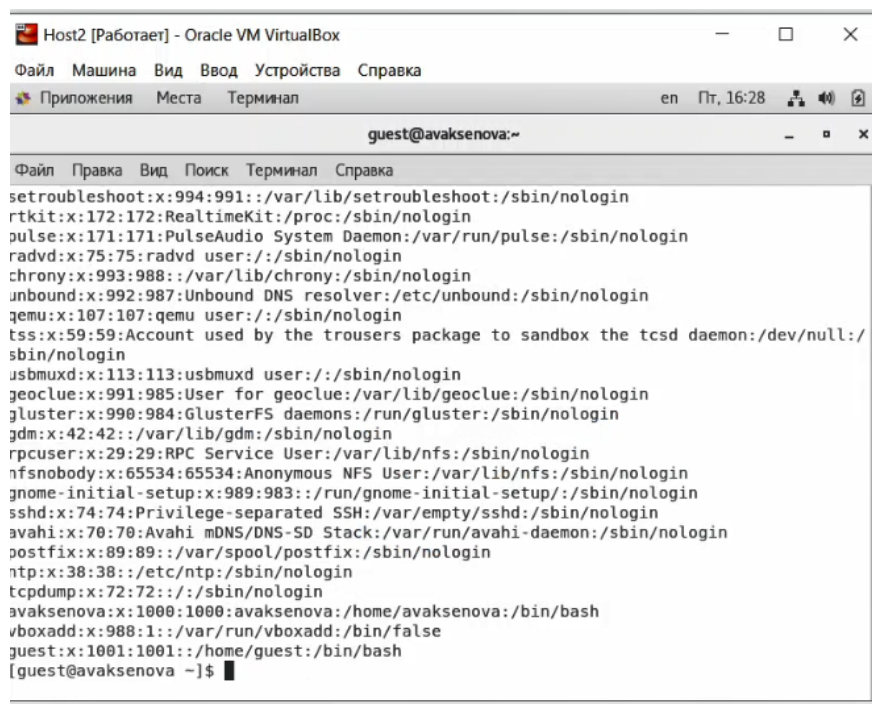 Host2 [Работает] - Oracle VM VirtualBox
Файл Машина Вид Ввод Устройства Справка
Приложения Места Терминал en Пт, 16:28
guest@avaksenova:~
Файл Правка Вид Поиск Терминал Справка
setroubleshoot:x:994:991::/var/lib/setroubleshoot:/sbin/nologin
rtkit:x:172:172:RealtimeKit:/proc:/sbin/nologin
pulse:x:171:171:PulseAudio System Daemon:/var/run/pulse:/sbin/nologin
radvd:x:75:75:radvd user:/:/sbin/nologin
chrony:x:993:988::/var/lib/chrony:/sbin/nologin
unbound:x:992:987:Unbound DNS resolver:/etc/unbound:/sbin/nologin
qemu:x:107:107:qemu user:/:/sbin/nologin
tss:x:59:59:Account used by the trousers package to sandbox the tcsd daemon:/dev/null:/
sbin/nologin
usbmuxd:x:113:113:usbmuxd user:/:/sbin/nologin
geoclue:x:991:985:User for geoclue:/var/lib/geoclue:/sbin/nologin
gluster:x:990:984:GlusterFS daemons:/run/gluster:/sbin/nologin
gdm:x:42:42::/var/lib/gdm:/sbin/nologin
rpcuser:x:29:29:RPC Service User:/var/lib/nfs:/sbin/nologin
nfsnobody:x:65534:65534:Anonymous NFS User:/var/lib/nfs:/sbin/nologin
gnome-initial-setup:x:989:983::/run/gnome-initial-setup/:/sbin/nologin
sshd:x:74:74:Privilege-separated SSH:/var/empty/sshd:/sbin/nologin
avahi:x:70:70:Avahi mDNS/DNS-SD Stack:/var/run/avahi-daemon:/sbin/nologin
postfix:x:89:89::/var/spool/postfix:/sbin/nologin
ntp:x:38:38::/etc/ntp:/sbin/nologin
tcpdump:x:72:72::/:/sbin/nologin
avaksenova:x:1000:1000:avaksenova:/home/avaksenova:/bin/bash
vboxadd:x:988:1::/var/run/vboxadd:/bin/false
guest:x:1001:1001::/home/guest:/bin/bash
[guest@avaksenova ~]$